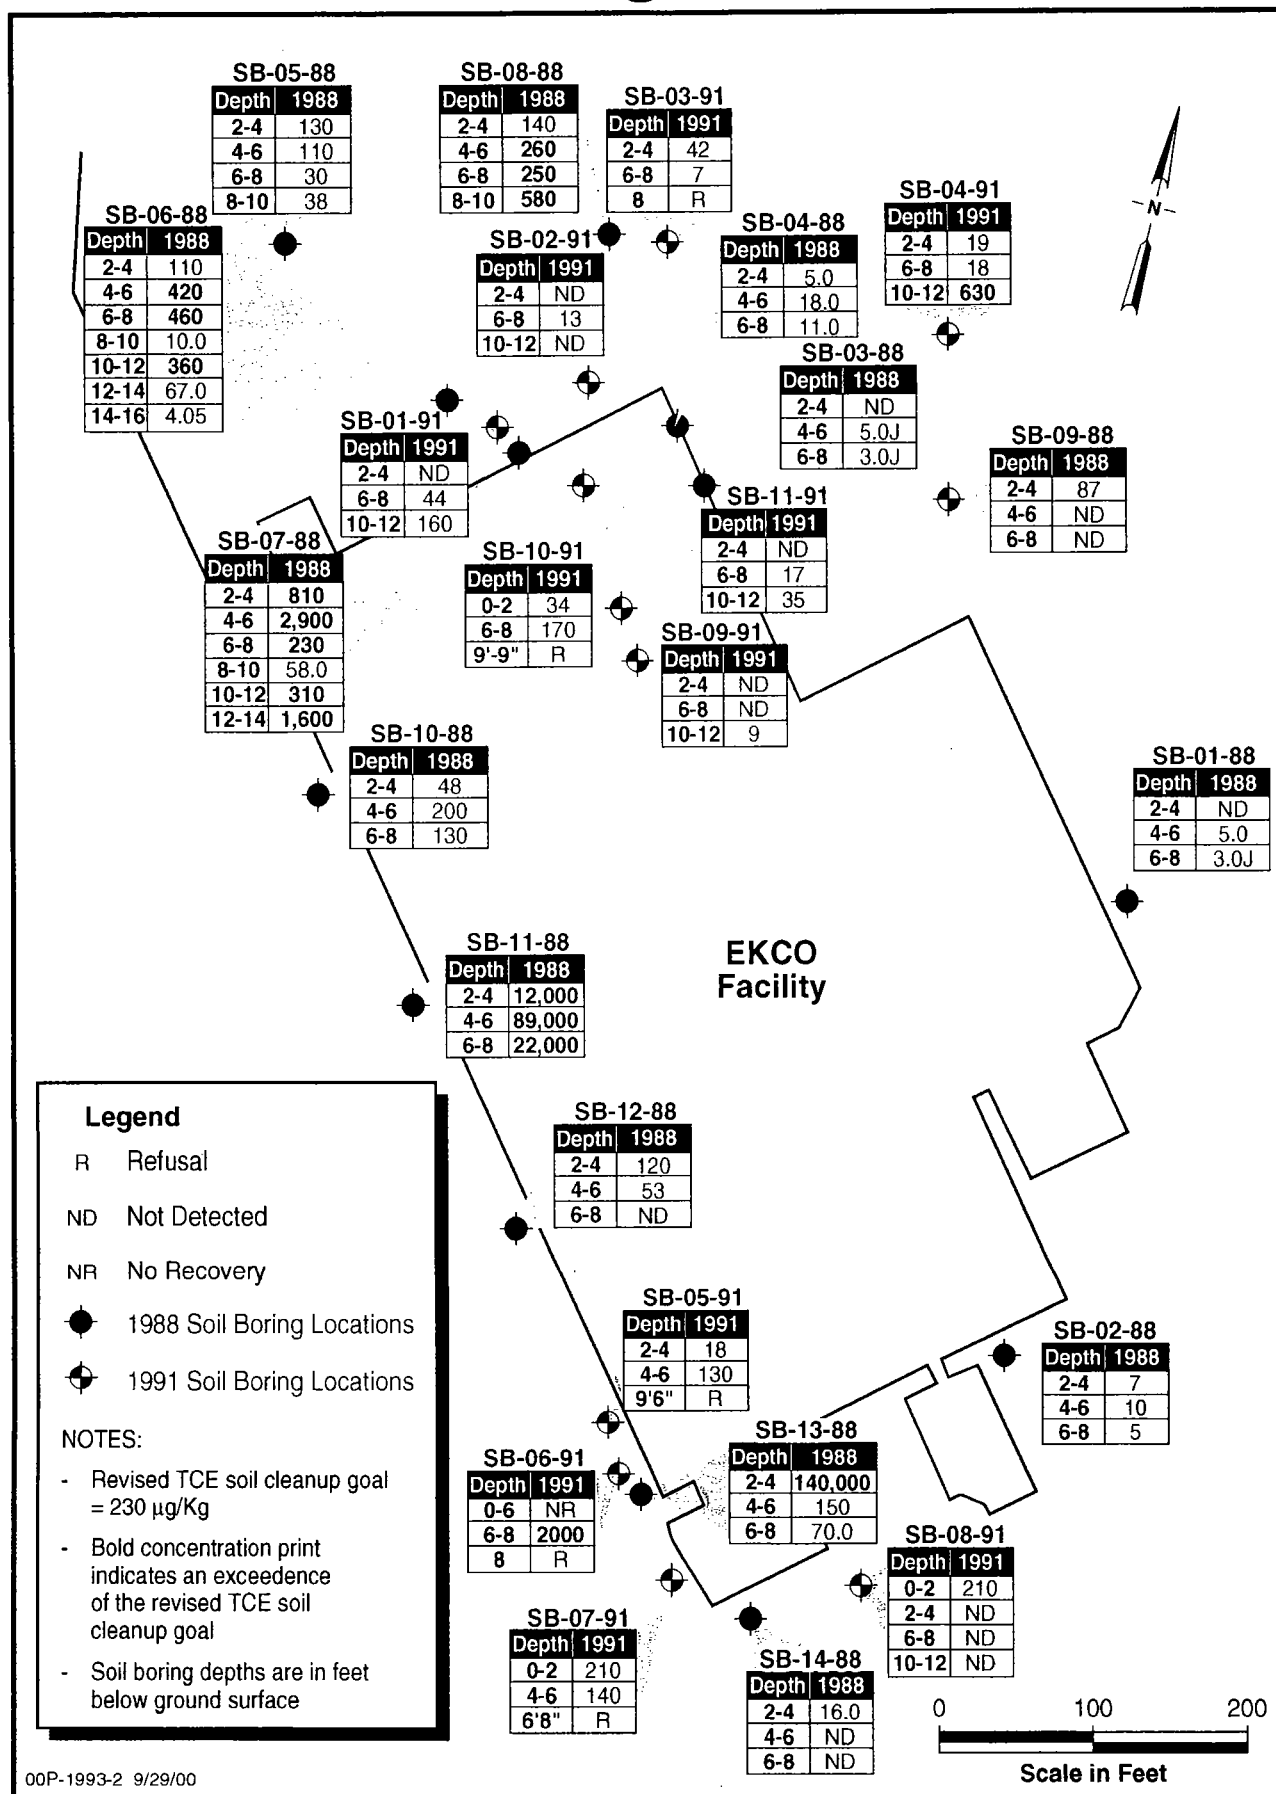 SB-05-88
Depth 1988
2-4 130
4-6 110
6-8 30
8-10 38
SB-08-88
Depth 1988
2-4 140
4-6 260
6-8 250
8-10 580
SB-03-91
Depth 1991
2-4 42
6-8 7
8 R
SB-04-91
Depth 1991
2-4 19
6-8 18
10-12 630
N
SB-06-88
Depth 1988
2-4 110
4-6 420
6-8 460
8-10 10.0
10-12 360
12-14 67.0
14-16 4.05
SB-02-91
Depth 1991
2-4 ND
6-8 13
10-12 ND
SB-04-88
Depth 1988
2-4 5.0
4-6 18.0
6-8 11.0
SB-03-88
Depth 1988
2-4 ND
4-6 5.0J
6-8 3.0J
SB-01-91
Depth 1991
2-4 ND
6-8 44
10-12 160
SB-09-88
Depth 1988
2-4 87
4-6 ND
6-8 ND
SB-11-91
Depth 1991
2-4 ND
6-8 17
10-12 35
SB-07-88
Depth 1988
2-4 810
4-6 2,900
6-8 230
8-10 58.0
10-12 310
12-14 1,600
SB-10-91
Depth 1991
0-2 34
6-8 170
9'-9" R
SB-09-91
Depth 1991
2-4 ND
6-8 ND
10-12 9
SB-10-88
Depth 1988
2-4 48
4-6 200
6-8 130
SB-01-88
Depth 1988
2-4 ND
4-6 5.0
6-8 3.0J
SB-11-88
Depth 1988
2-4 12,000
4-6 89,000
6-8 22,000
EKCO
Facility
SB-12-88
Depth 1988
2-4 120
4-6 53
6-8 ND
SB-05-91
Depth 1991
2-4 18
4-6 130
9'6" R
SB-02-88
Depth 1988
2-4 7
4-6 10
6-8 5
SB-13-88
Depth 1988
2-4 140,000
4-6 150
6-8 70.0
SB-06-91
Depth 1991
0-6 NR
6-8 2000
8 R
SB-08-91
Depth 1991
0-2 210
2-4 ND
6-8 ND
10-12 ND
SB-07-91
Depth 1991
0-2 210
4-6 140
6'8" R
SB-14-88
Depth 1988
2-4 16.0
4-6 ND
6-8 ND
Legend
R Refusal
ND Not Detected
NR No Recovery
1988 Soil Boring Locations
1991 Soil Boring Locations
NOTES:
- Revised TCE soil cleanup goal
= 230 µg/Kg
- Bold concentration print
indicates an exceedence
of the revised TCE soil
cleanup goal
- Soil boring depths are in feet
below ground surface
0 100 200
Scale in Feet
00P-1993-2 9/29/00